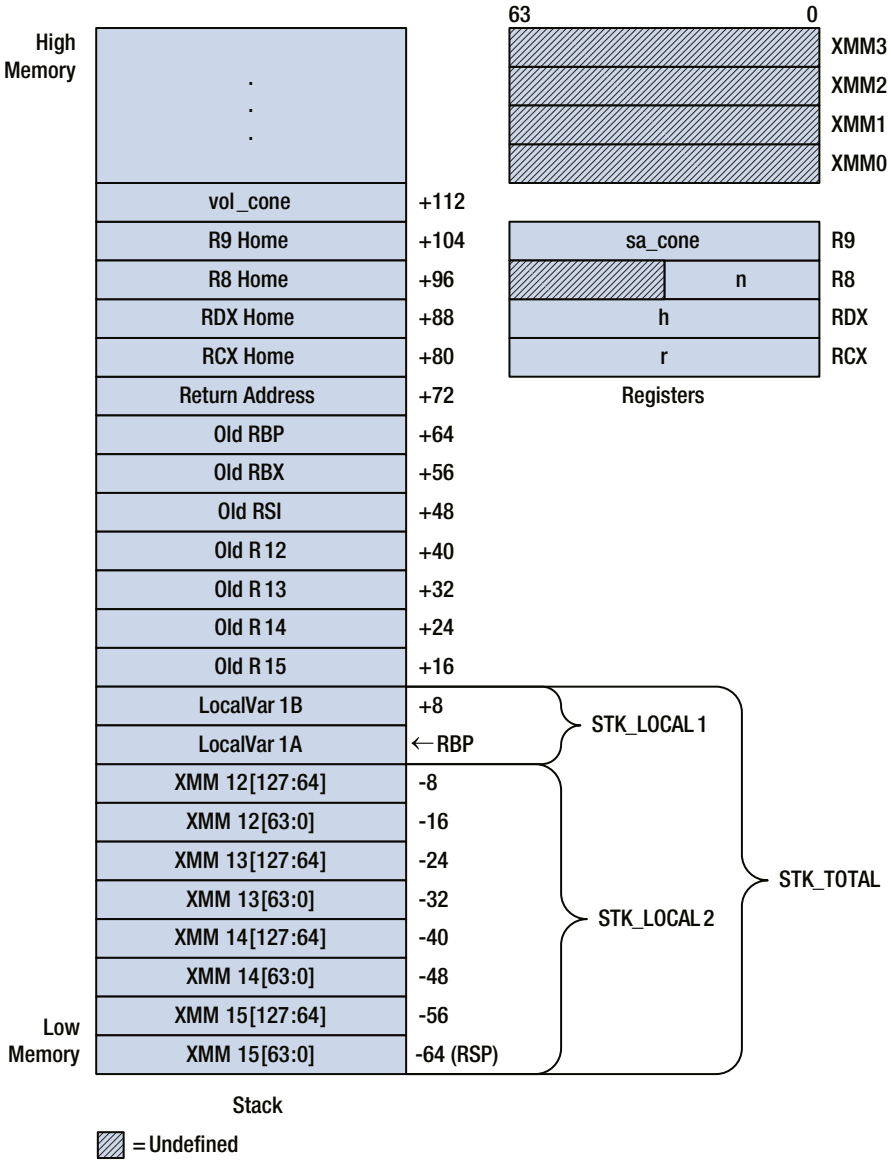 High
Memory
.
.
.
vol_cone +112
R9 Home +104
R8 Home +96
RDX Home +88
RCX Home +80
Return Address +72
Old RBP +64
Old RBX +56
Old RSI +48
Old R 12 +40
Old R 13 +32
Old R 14 +24
Old R 15 +16
LocalVar 1B +8
LocalVar 1A ←RBP
XMM 12[127:64] -8
XMM 12[63:0] -16
XMM 13[127:64] -24
XMM 13[63:0] -32
XMM 14[127:64] -40
XMM 14[63:0] -48
XMM 15[127:64] -56
XMM 15[63:0] -64 (RSP)
Low
Memory
Stack
= Undefined
63 0
XMM3
XMM2
XMM1
XMM0
sa_cone R9
n R8
h RDX
r RCX
Registers
STK_LOCAL 1
STK_LOCAL 2
STK_TOTAL